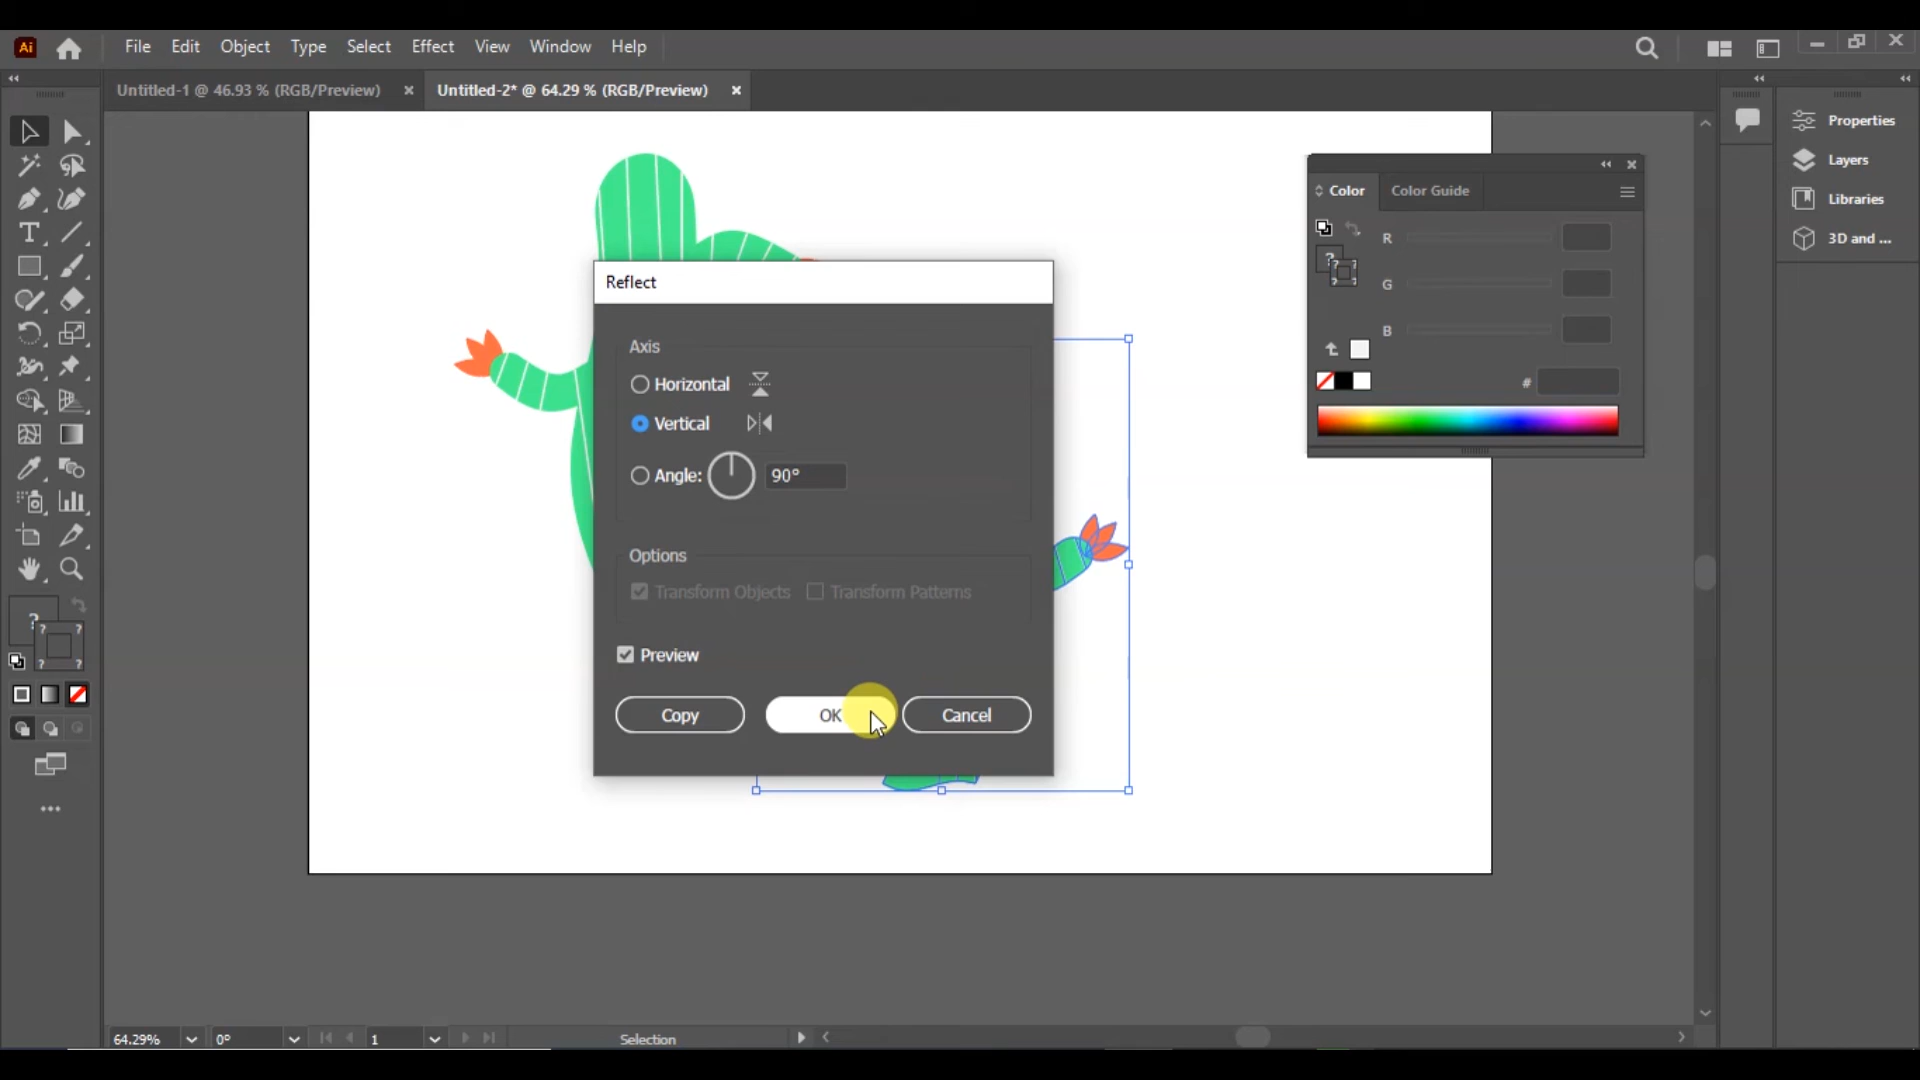 Ai File Edit Object Type Select Effect View Window Help
Untitled-1 @ 46.93 % (RGB/Preview) × Untitled-2* @ 64.29 % (RGB/Preview) ×
Properties
Layers
Libraries
3D and ...
Color Color Guide
R
G
B
#
Reflect
Axis
Horizontal
Vertical
Angle: 90°
Options
Transform Objects Transform Patterns
Preview
Copy OK Cancel
T
? ? ? ? ?
64.29% 0° 1 Selection